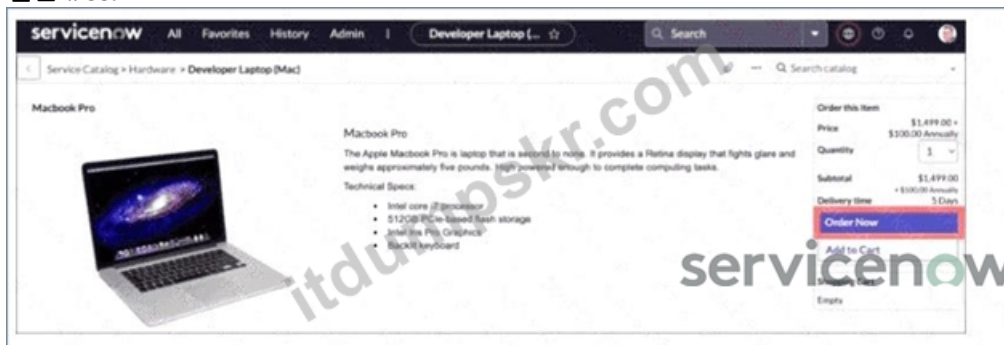 servicenow All Favorites History Admin Developer Laptop (... ☆ Search
Service Catalog > Hardware > Developer Laptop (Mac) Search catalog
Macbook Pro
Macbook Pro
The Apple Macbook Pro is laptop that is second to none. It provides a Retina display that fights glare and
weighs approximately five pounds. High powered enough to complete computing tasks.
Technical Specs:
Intel core i7 processor
512GB PCIe-based flash storage
Intel Iris Pro Graphics
Backlit keyboard
Order this Item
Price $1,499.00 +
$100.00 Annually
Quantity 1
Subtotal $1,499.00
+ $100.00 Annually
Delivery time 5 Days
Order Now
Add to Cart
Shopping Cart
Empty
itdumpskr.com
servicenow